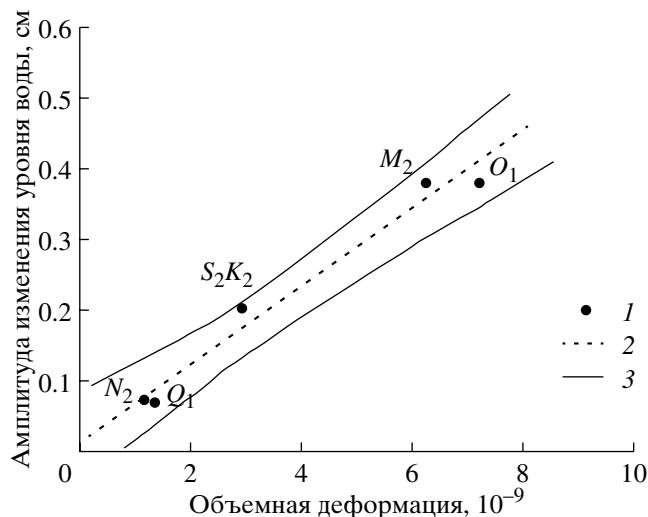 Амплитуда изменения уровня воды, см
0.6
0.5
0.4
0.3
0.2
0.1
0
M₂
O₁
S₂K₂
N₂
Q₁
1
2
3
2
4
6
8
10
Объемная деформация, 10⁻⁹